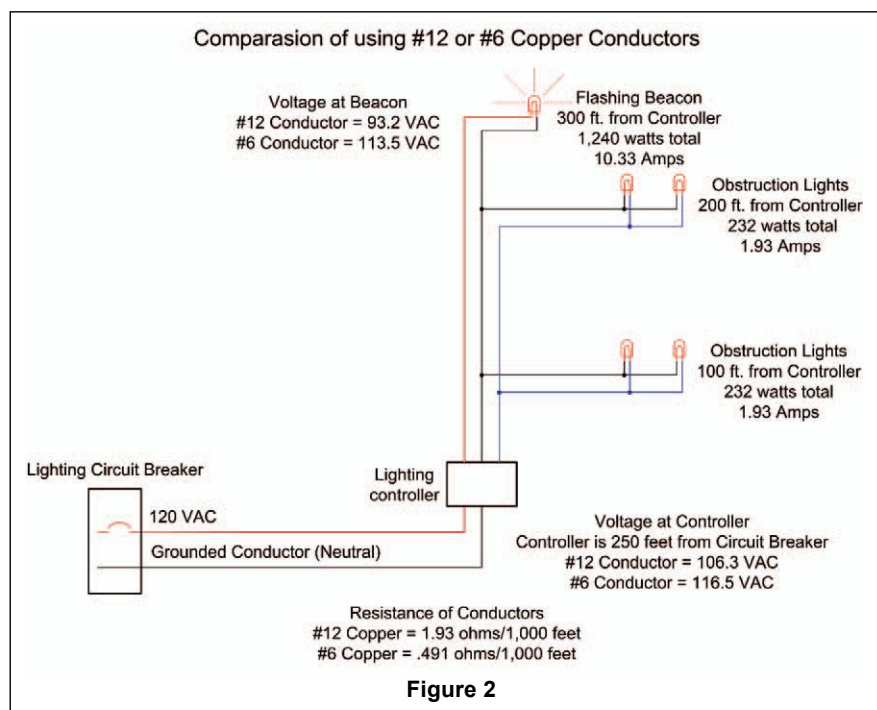 Comparasion of using #12 or #6 Copper Conductors
Voltage at Beacon
#12 Conductor = 93.2 VAC
#6 Conductor = 113.5 VAC
Flashing Beacon
300 ft. from Controller
1,240 watts total
10.33 Amps
Obstruction Lights
200 ft. from Controller
232 watts total
1.93 Amps
Obstruction Lights
100 ft. from Controller
232 watts total
1.93 Amps
Lighting Circuit Breaker
Lighting
controller
120 VAC
Grounded Conductor (Neutral)
Voltage at Controller
Controller is 250 feet from Circuit Breaker
#12 Conductor = 106.3 VAC
#6 Conductor = 116.5 VAC
Resistance of Conductors
#12 Copper = 1.93 ohms/1,000 feet
#6 Copper = .491 ohms/1,000 feet
Figure 2